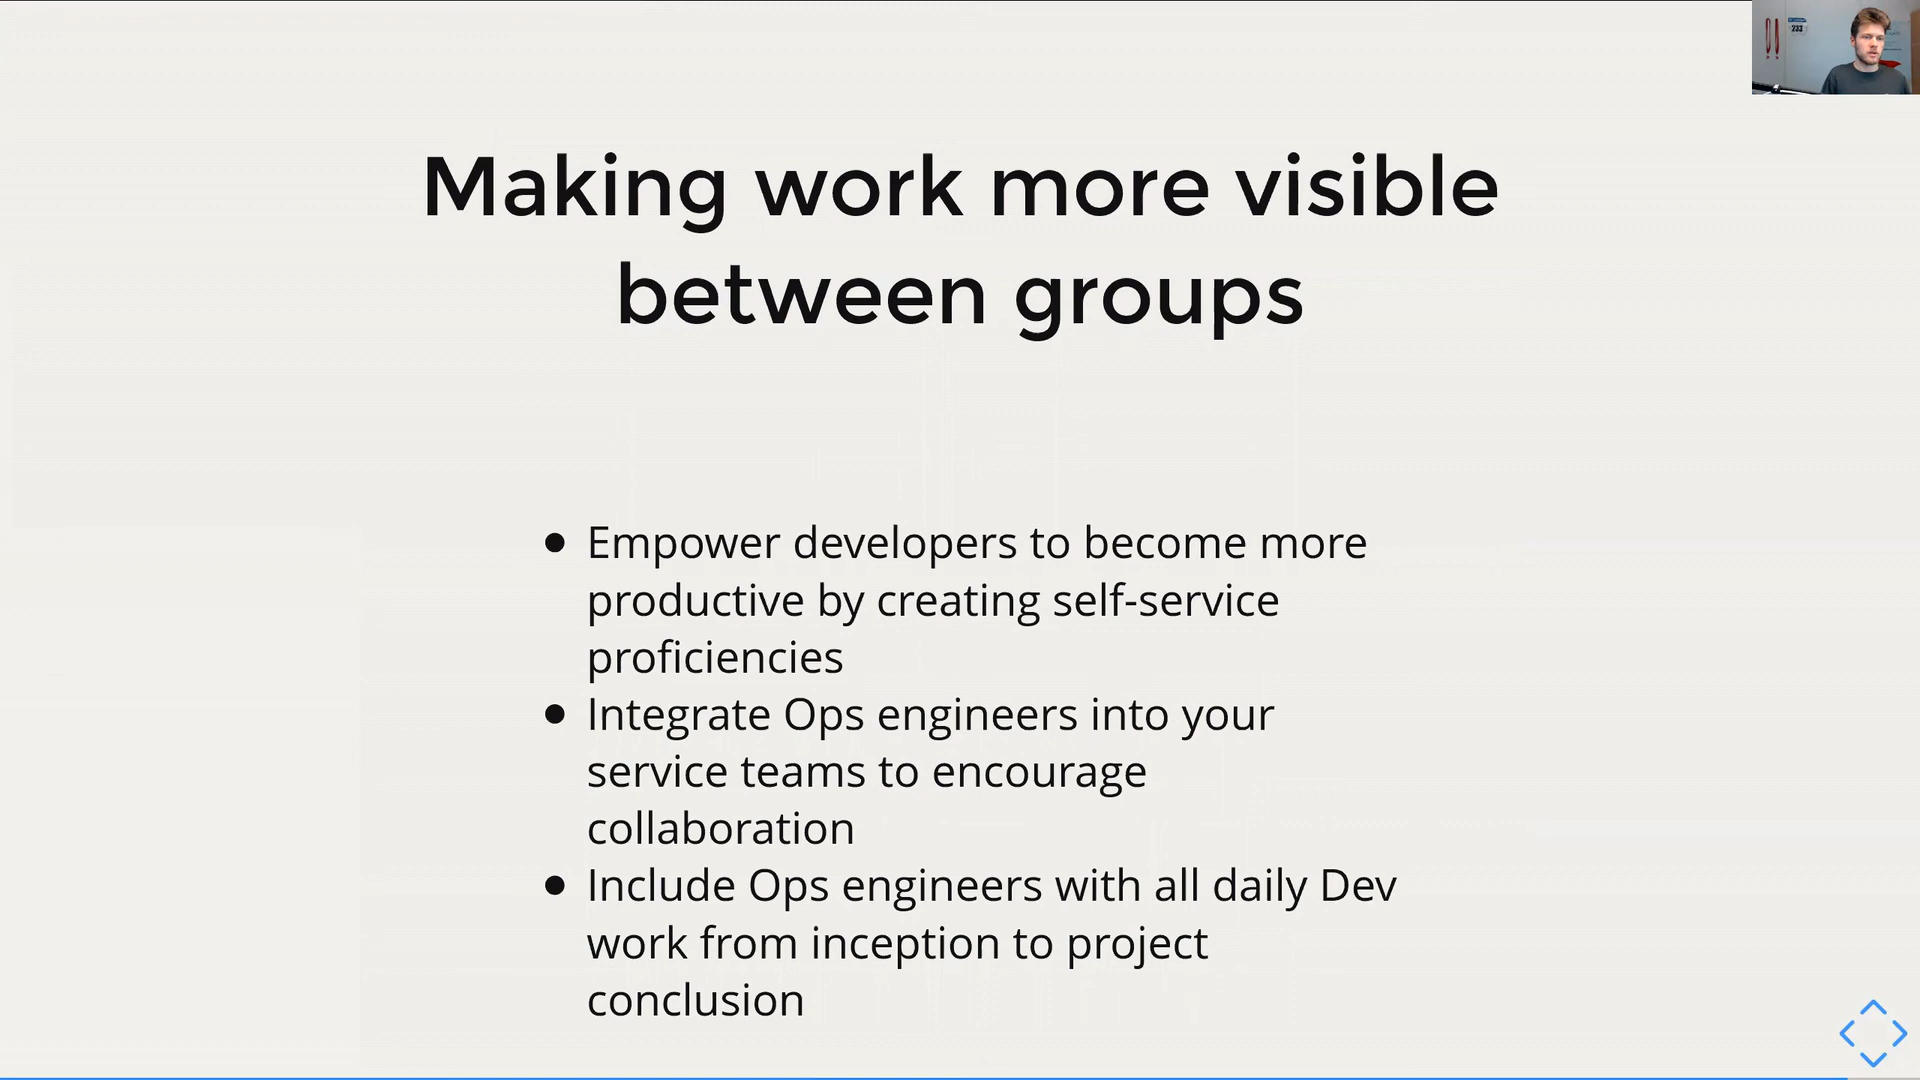 Making work more visible
between groups
233
• Empower developers to become more
productive by creating self-service
proficiencies
• Integrate Ops engineers into your
service teams to encourage
collaboration
• Include Ops engineers with all daily Dev
work from inception to project
conclusion